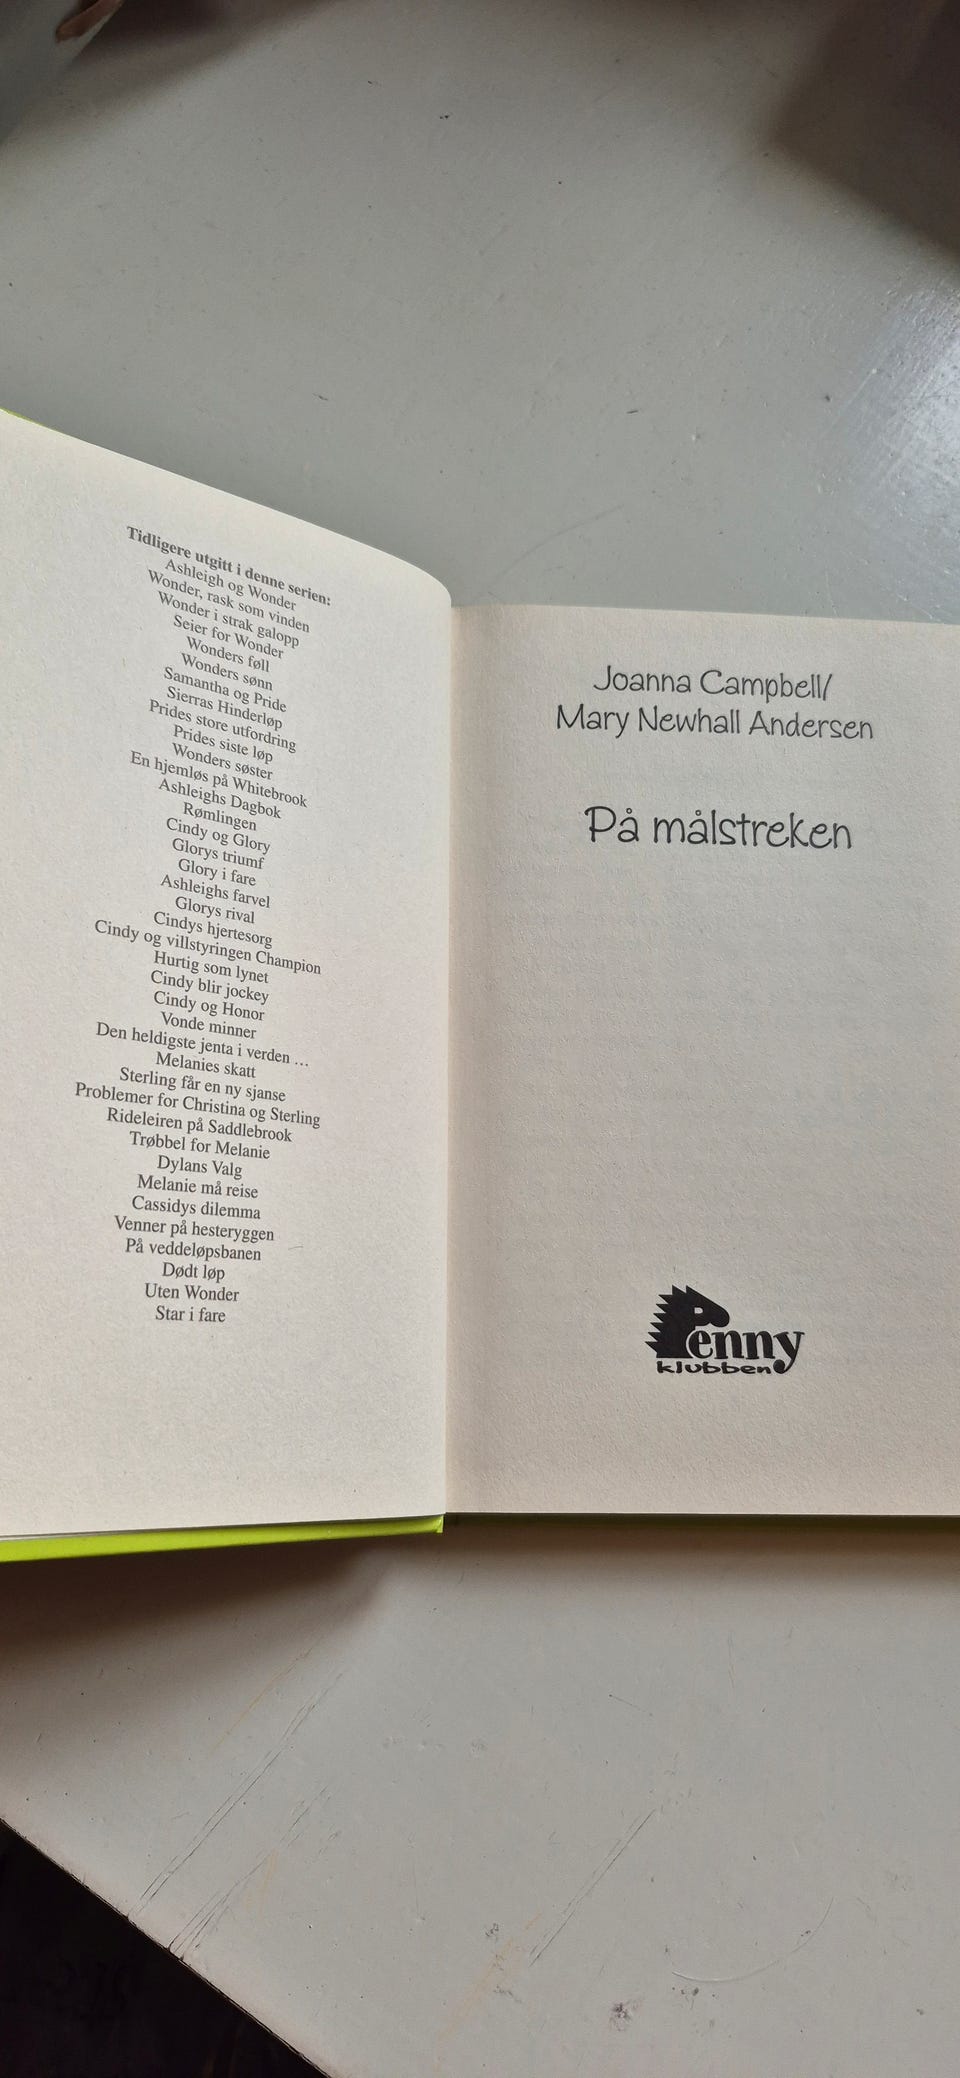 Tidligere utgitt i denne serien:
Ashleigh og Wonder
Wonder, rask som vinden
Wonder i strak galopp
Seier for Wonder
Wonders føll
Wonders sønn
Samantha og Pride
Sierras Hinderløp
Prides store utfordring
Prides siste løp
Wonders søster
En hjemløs på Whitebrook
Ashleighs Dagbok
Rømlingen
Cindy og Glory
Glorys triumf
Glory i fare
Ashleighs farvel
Glorys rival
Cindys hjertesorg
Cindy og villstyringen Champion
Hurtig som lynet
Cindy blir jockey
Cindy og Honor
Vonde minner
Den heldigste jenta i verden …
Melanies skatt
Sterling får en ny sjanse
Problemer for Christina og Sterling
Rideleiren på Saddlebrook
Trøbbel for Melanie
Dylans Valg
Melanie må reise
Cassidys dilemma
Venner på hesteryggen
På veddeløpsbanen
Dødt løp
Uten Wonder
Star i fare
Joanna Campbell/
Mary Newhall Andersen
På målstreken
Penny
klubben